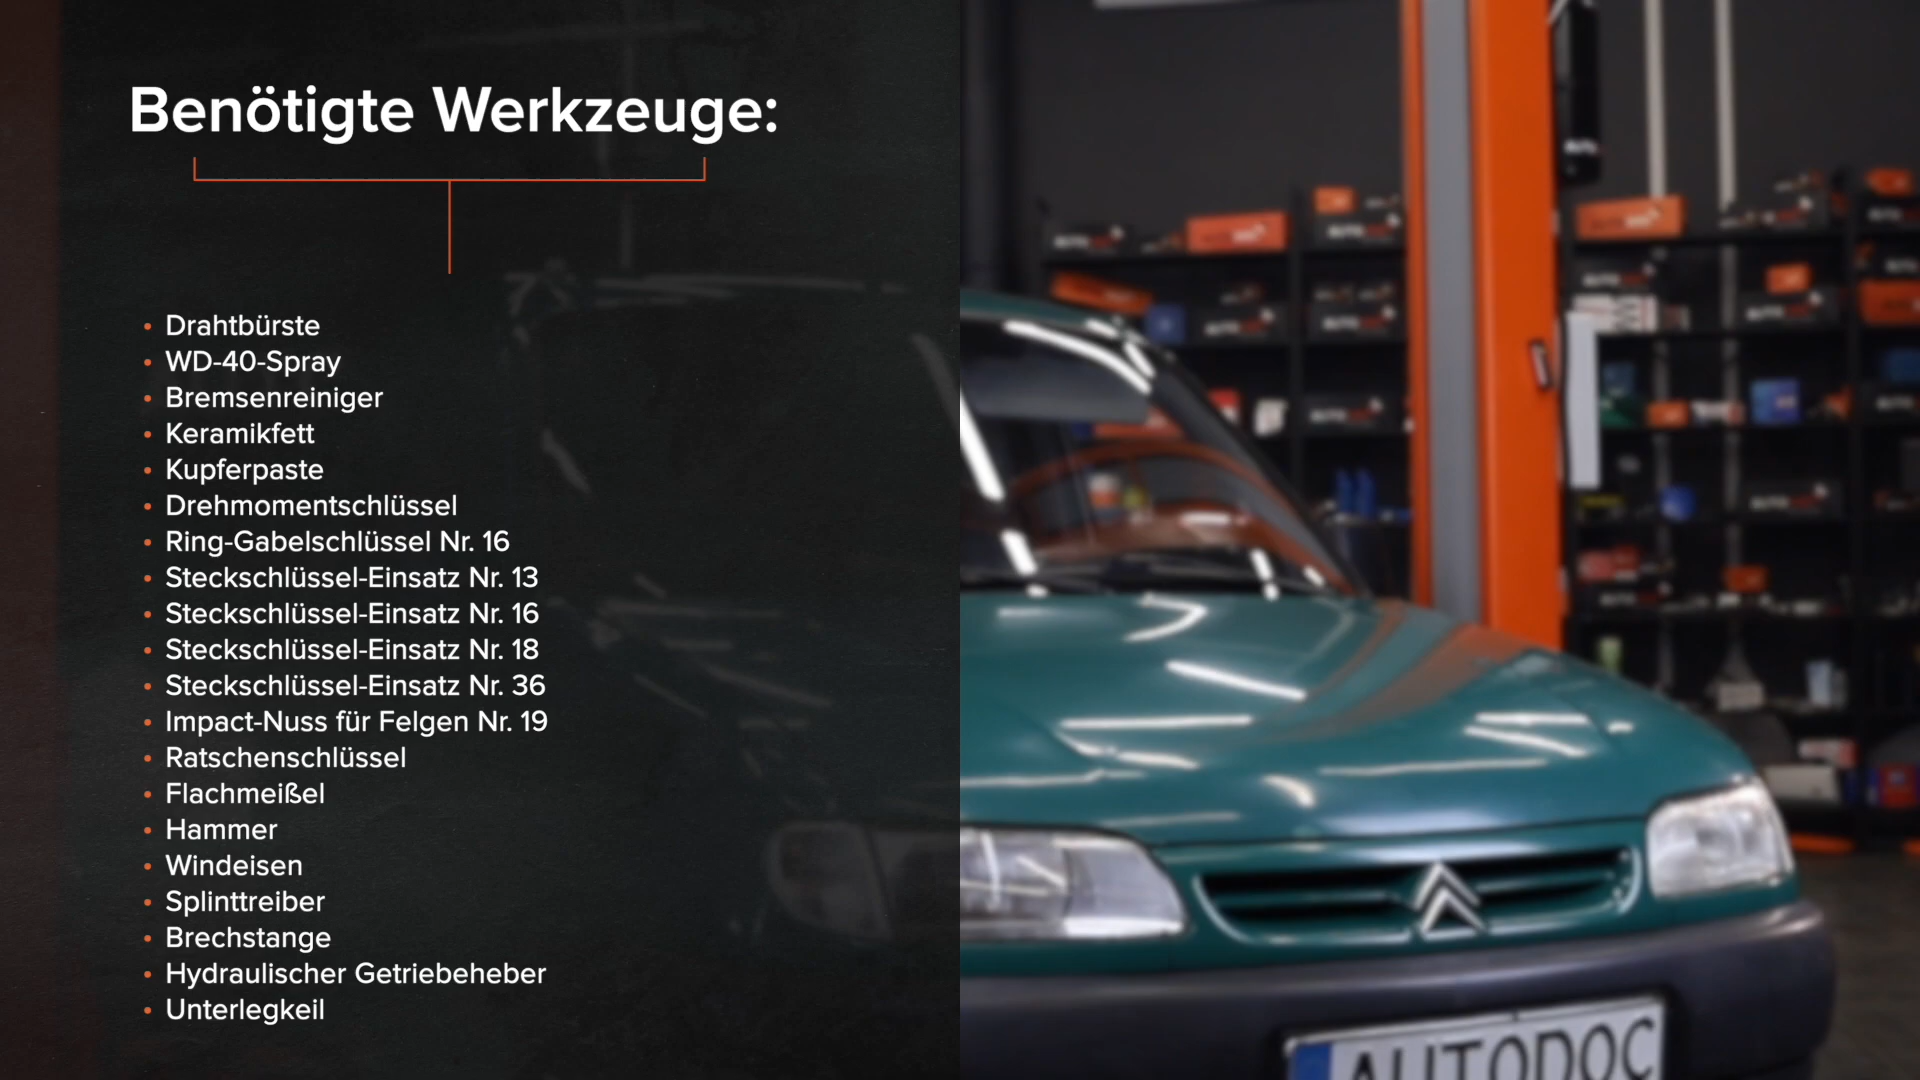 Benötigte Werkzeuge:
Drahtbürste
WD-40-Spray
Bremsenreiniger
Keramikfett
Kupferpaste
Drehmomentschlüssel
Ring-Gabelschlüssel Nr. 16
Steckschlüssel-Einsatz Nr. 13
Steckschlüssel-Einsatz Nr. 16
Steckschlüssel-Einsatz Nr. 18
Steckschlüssel-Einsatz Nr. 36
Impact-Nuss für Felgen Nr. 19
Ratschenschlüssel
Flachmeißel
Hammer
Windeisen
Splinttreiber
Brechstange
Hydraulischer Getriebeheber
Unterlegkeil
AUTODOC